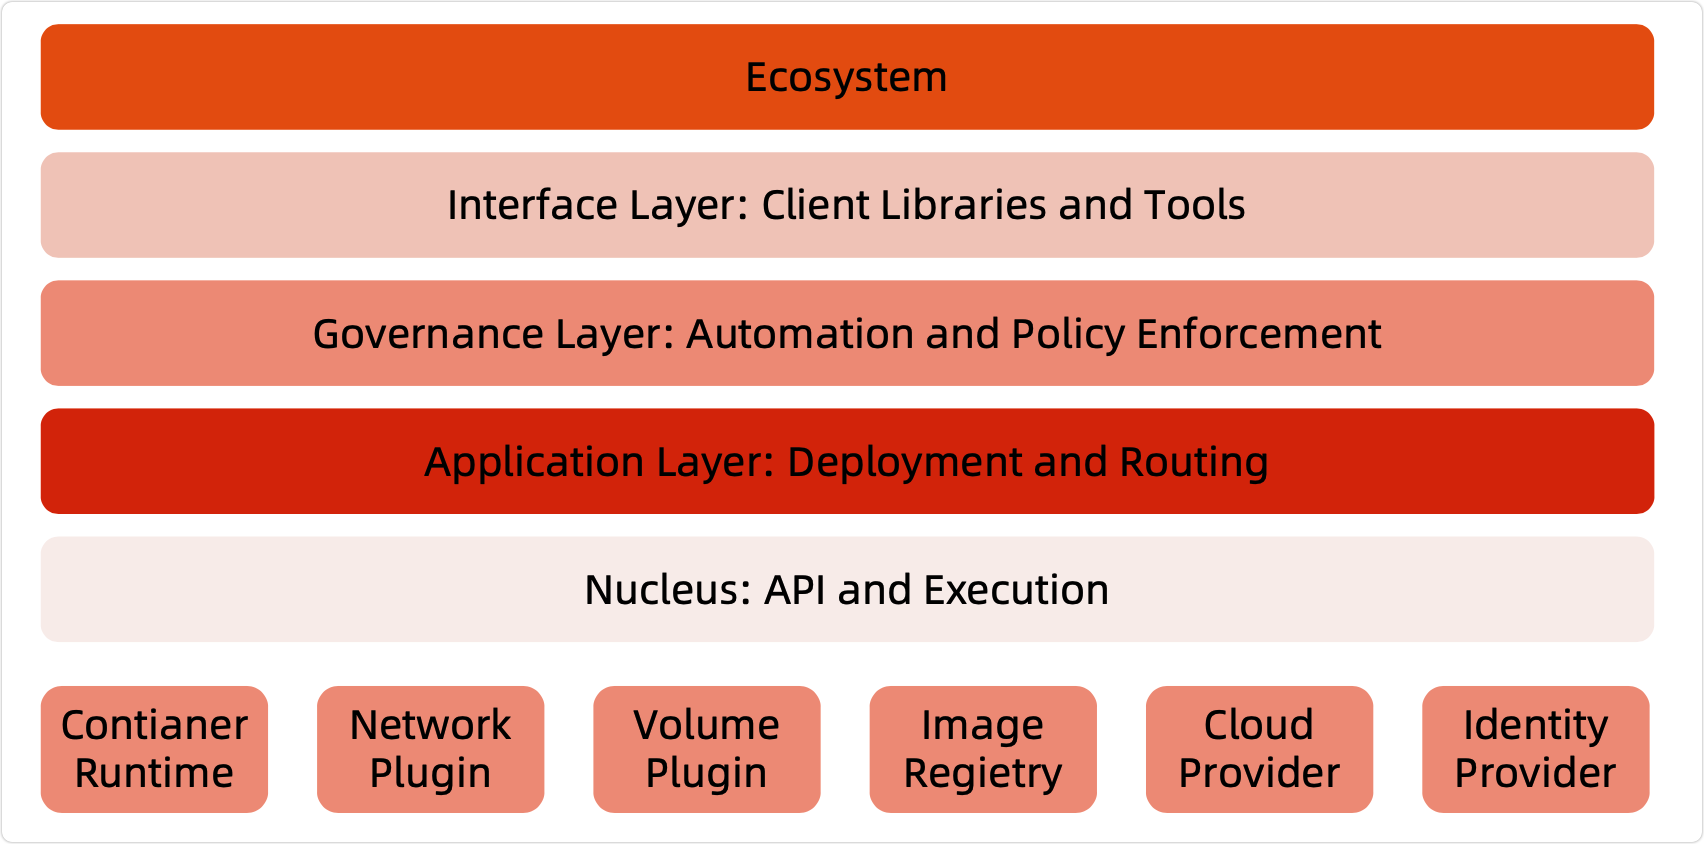 Ecosystem
Interface Layer: Client Libraries and Tools
Governance Layer: Automation and Policy Enforcement
Application Layer: Deployment and Routing
Nucleus: API and Execution
Contianer
Runtime
Network
Plugin
Volume
Plugin
Image
Regietry
Cloud
Provider
Identity
Provider